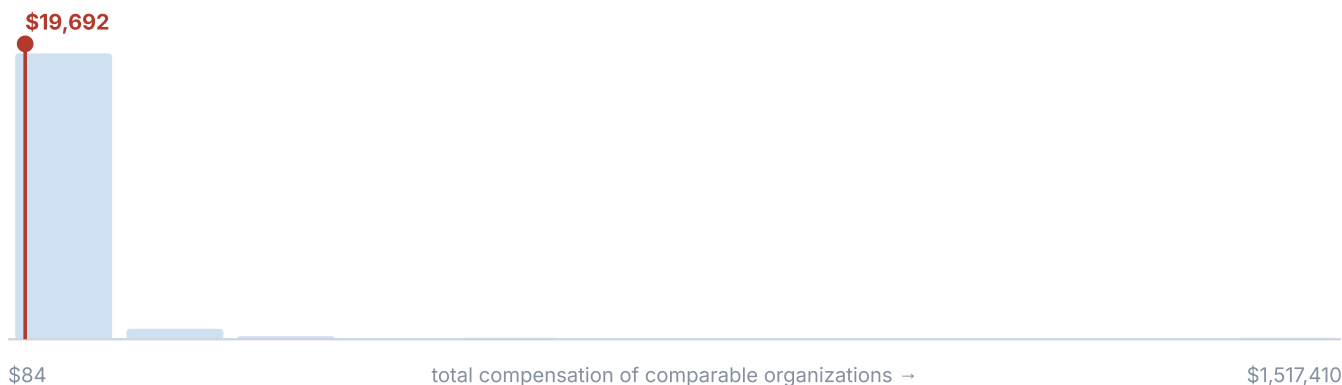 $19,692
$84 total compensation of comparable organizations → $1,517,410